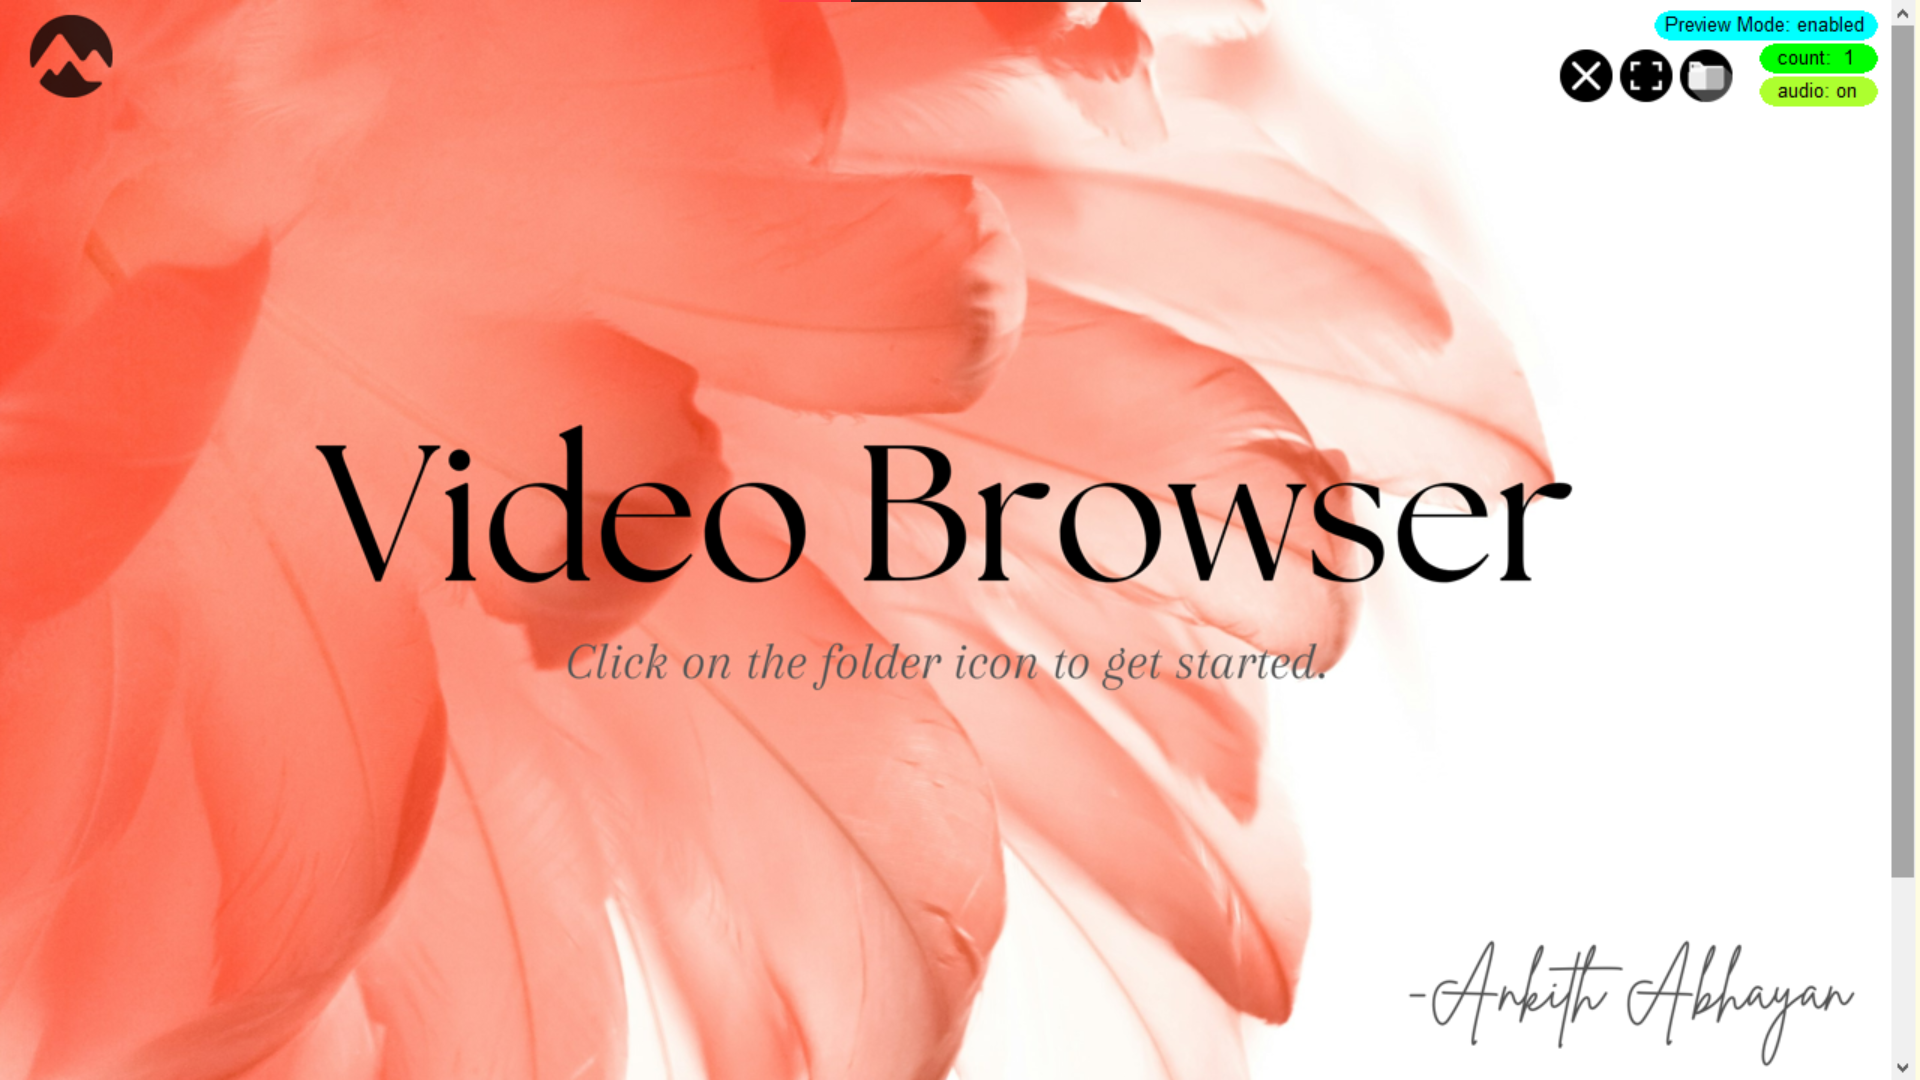 Preview Mode: enabled
count: 1
audio: on
Video Browser
Click on the folder icon to get started.
-Ankith Abhayan